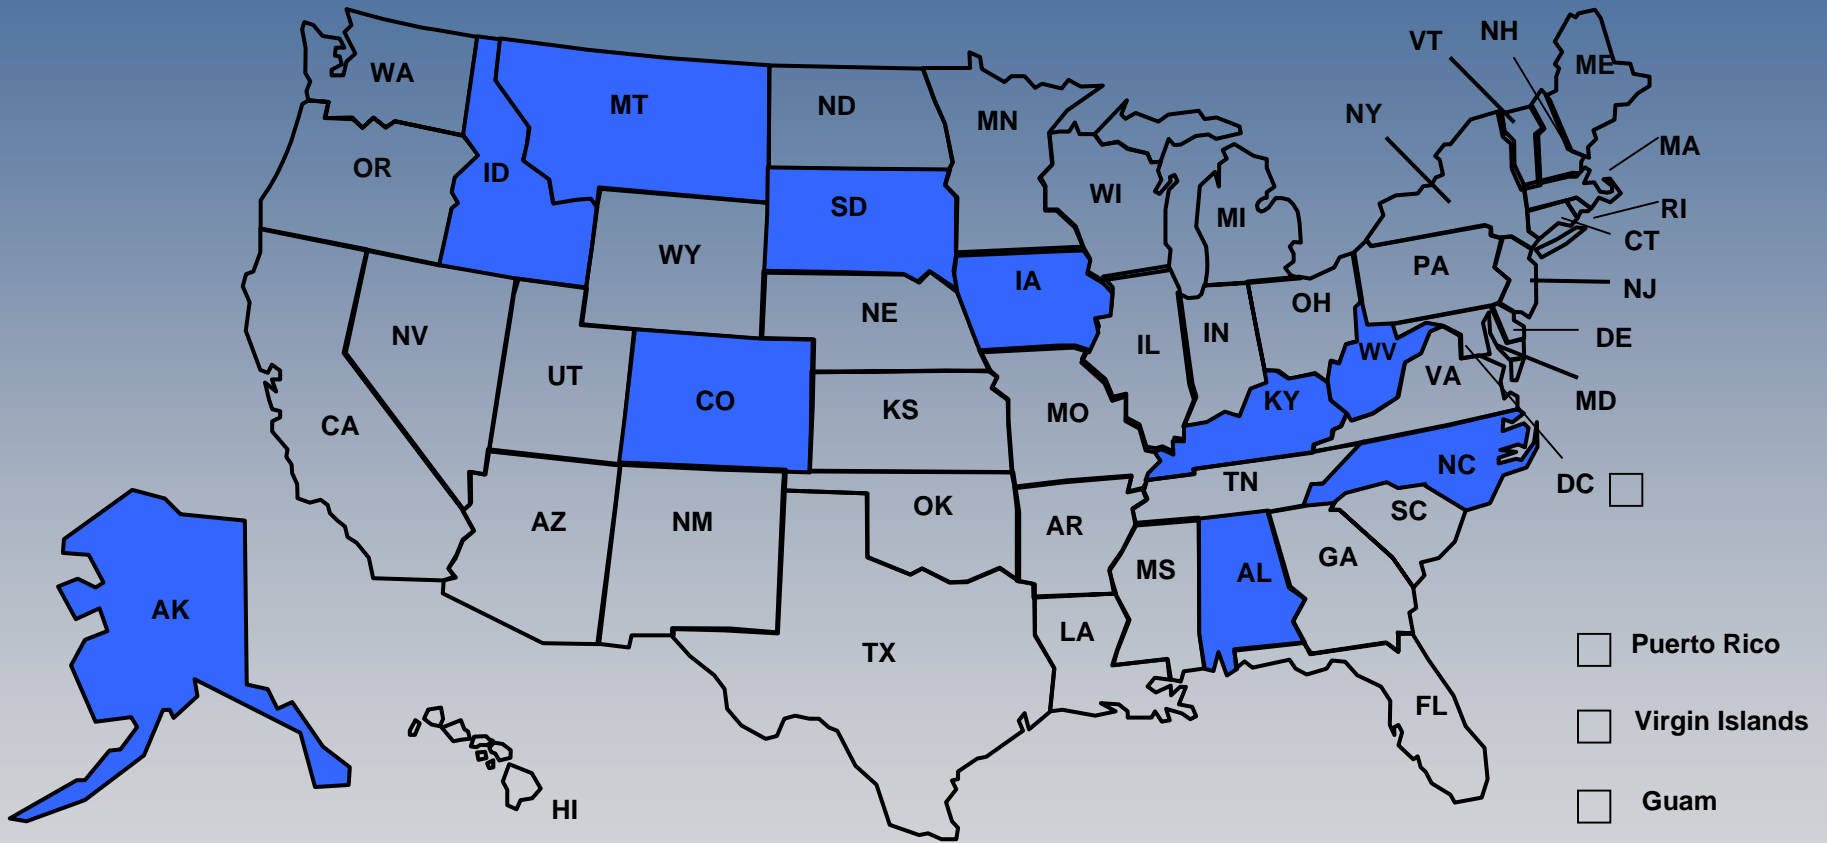 WA
MT
ND
MN
VT
NH
ME
NY
MA
OR
ID
SD
WI
MI
RI
CT
WY
IA
PA
NJ
NV
NE
IL
IN
OH
DE
UT
CO
KS
MO
KY
WV
VA
MD
CA
AZ
NM
OK
AR
TN
NC
SC
DC
MS
AL
GA
AK
TX
LA
FL
HI
Puerto Rico
Virgin Islands
Guam